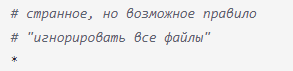 # странное, но возможное правило
# "игнорировать все файлы"
*